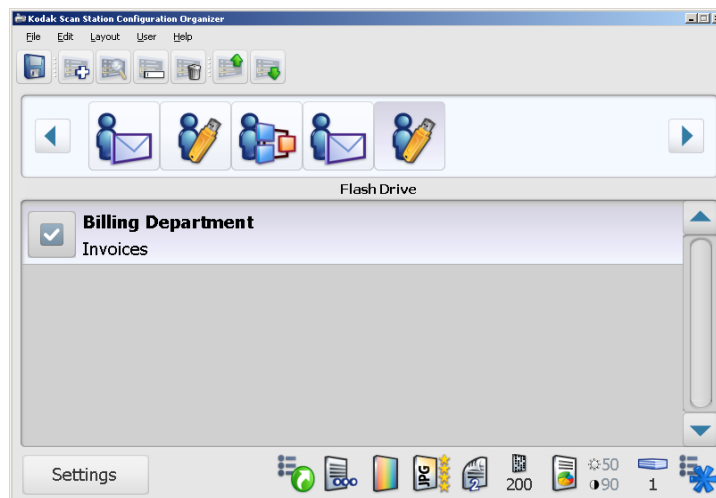 Kodak Scan Station Configuration Organizer
File Edit Layout User Help
Flash Drive
Billing Department
Invoices
Settings
JPG
2
200
50
90
1